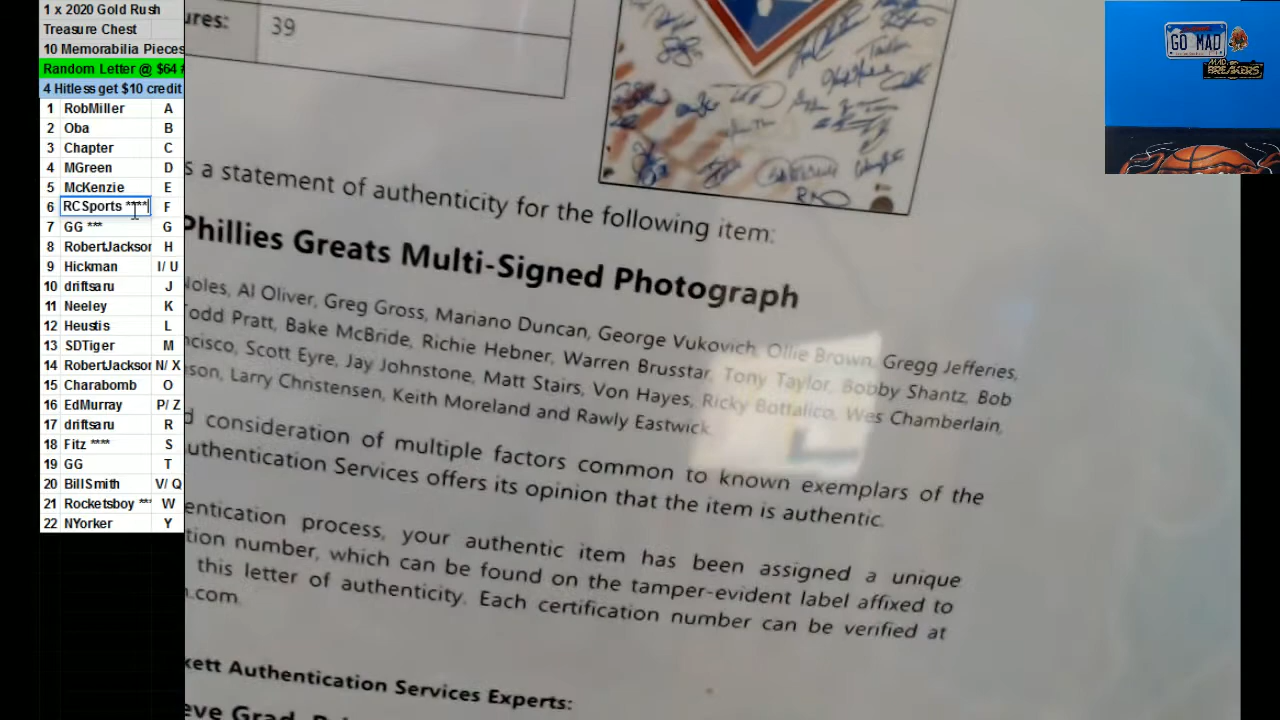 1 x 2020 Gold Rush
Treasure Chest
10 Memorabilia Pieces
Random Letter @ $64
4 Hitless get $10 credit
1 RobMiller A
2 Oba B
3 Chapter C
4 MGreen D
5 McKenzie E
6 RCSports **** F
7 GG *** G
8 RobertJackson H
9 Hickman I/ U
10 driftsaru J
11 Neeley K
12 Heustis L
13 SDTiger M
14 RobertJackson N/ X
15 Charabomb O
16 EdMurray P/ Z
17 driftsaru R
18 Fitz **** S
19 GG T
20 BillSmith V/ Q
21 Rocketsboy *** W
22 NYorker Y
ures: 39
s a statement of authenticity for the following item:
Phillies Greats Multi-Signed Photograph
Noles, Al Oliver, Greg Gross, Mariano Duncan, George Vukovich, Ollie Brown, Gregg Jefferies,
odd Pratt, Bake McBride, Richie Hebner, Warren Brusstar, Tony Taylor, Bobby Shantz, Bob
ncisco, Scott Eyre, Jay Johnstone, Matt Stairs, Von Hayes, Ricky Bottalico, Wes Chamberlain,
son, Larry Christensen, Keith Moreland and Rawly Eastwick.
d consideration of multiple factors common to known exemplars of the
uthentication Services offers its opinion that the item is authentic.
entication process, your authentic item has been assigned a unique
tion number, which can be found on the tamper-evident label affixed to
this letter of authenticity. Each certification number can be verified at
.com.
kett Authentication Services Experts:
eve Grad,
GO MAD
MAD BREAKERS